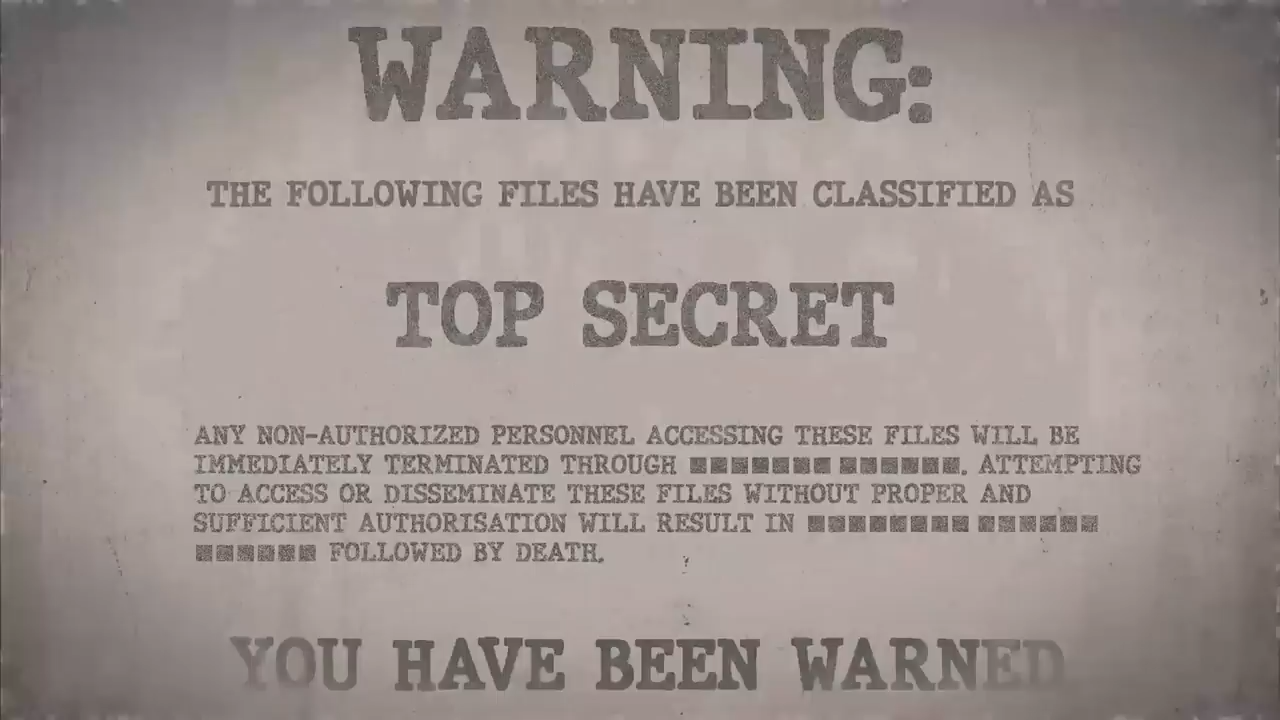 WARNING:
THE FOLLOWING FILES HAVE BEEN CLASSIFIED AS
TOP SECRET
ANY NON-AUTHORIZED PERSONNEL ACCESSING THESE FILES WILL BE
IMMEDIATELY TERMINATED THROUGH ■■■■■■■ ■■■■■■. ATTEMPTING
TO ACCESS OR DISSEMINATE THESE FILES WITHOUT PROPER AND
SUFFICIENT AUTHORISATION WILL RESULT IN ■■■■■■■■ ■■■■■■
■■■■■■ FOLLOWED BY DEATH.
YOU HAVE BEEN WARNED